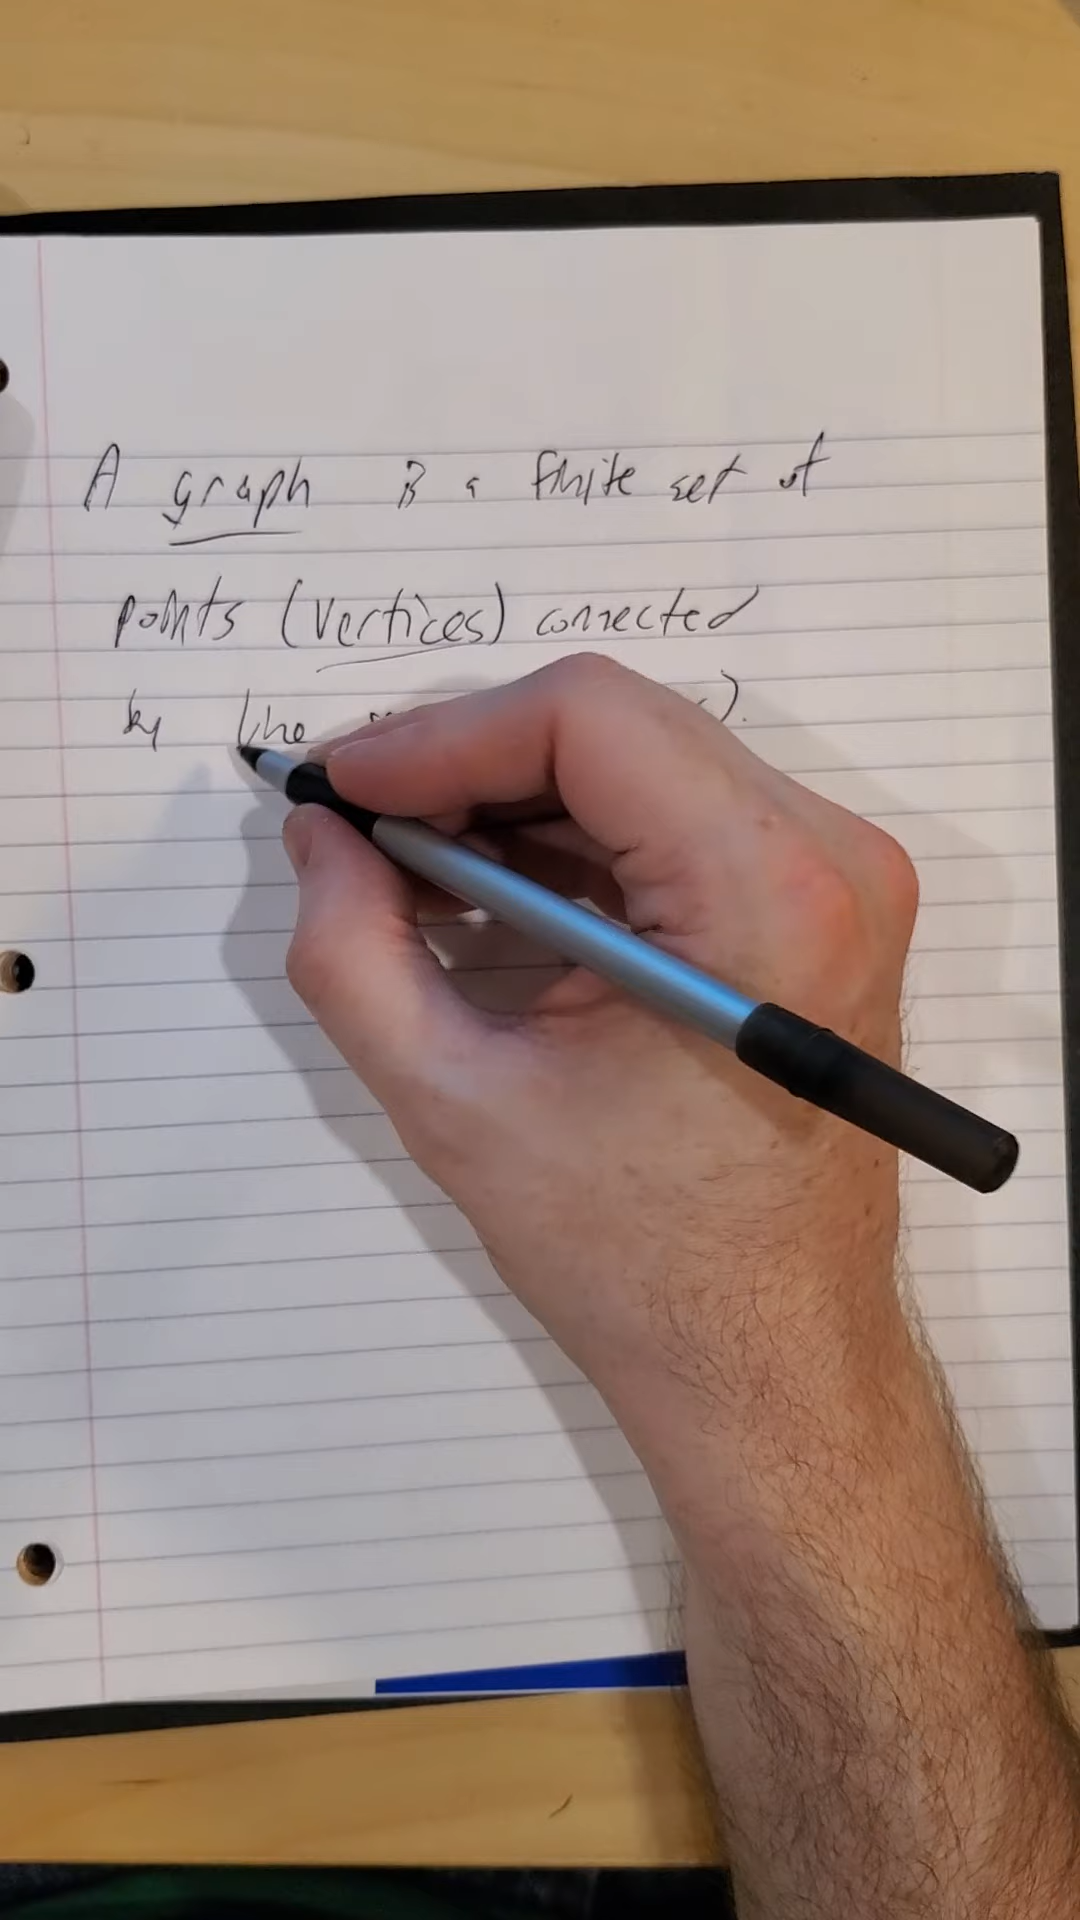 A graph is a finite set of
points (vertices) connected
by line